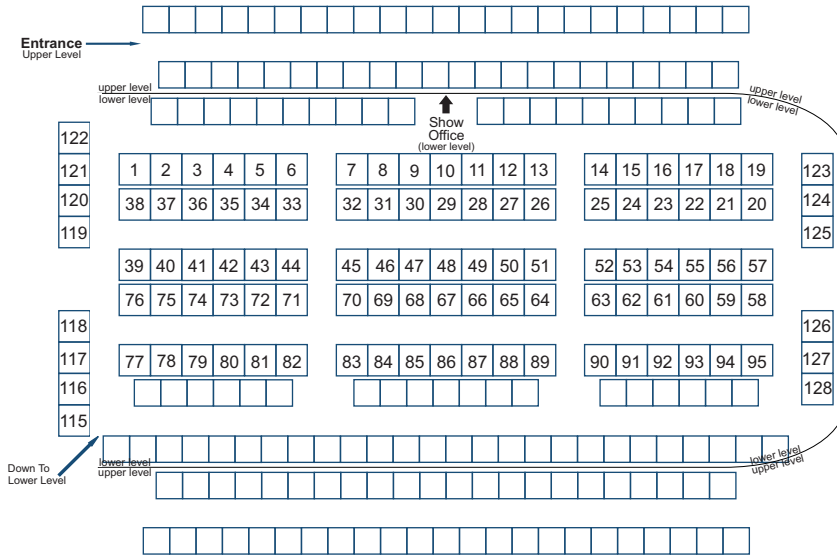 Entrance
Upper Level
upper level
lower level
upper level
lower level
Show
Office
(lower level)
122
121 1 2 3 4 5 6 7 8 9 10 11 12 13 14 15 16 17 18 19 123
120 38 37 36 35 34 33 32 31 30 29 28 27 26 25 24 23 22 21 20 124
119 125
39 40 41 42 43 44 45 46 47 48 49 50 51 52 53 54 55 56 57
76 75 74 73 72 71 70 69 68 67 66 65 64 63 62 61 60 59 58
118 126
117 77 78 79 80 81 82 83 84 85 86 87 88 89 90 91 92 93 94 95 127
116 128
115
Down To
Lower Level
lower level
upper level
lower level
upper level